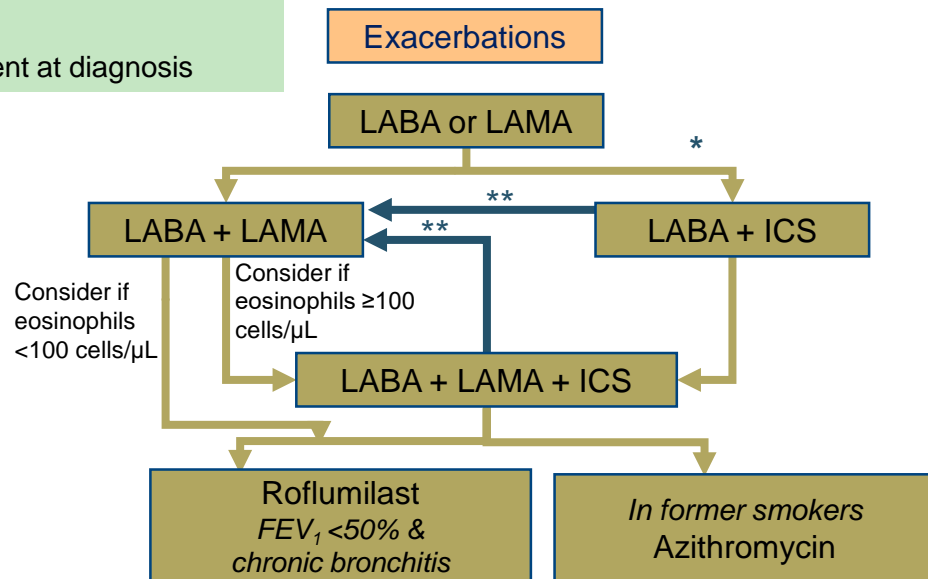 ent at diagnosis
Exacerbations
LABA or LAMA
*
**
LABA + LAMA
**
LABA + ICS
Consider if
eosinophils
<100 cells/µL
Consider if
eosinophils ≥100
cells/µL
LABA + LAMA + ICS
Roflumilast
FEV₁ <50% &
chronic bronchitis
In former smokers
Azithromycin